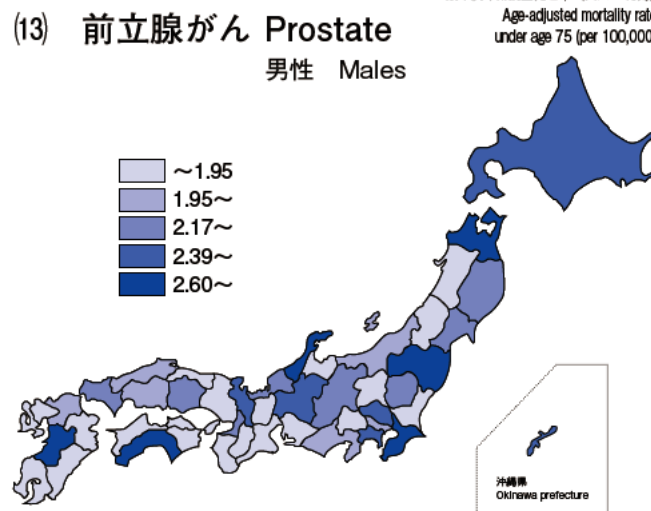 (13) 前立腺がん Prostate
男性 Males
Age-adjusted mortality rate
under age 75 (per 100,000
～1.95
1.95～
2.17～
2.39～
2.60～
沖縄県
Okinawa prefecture